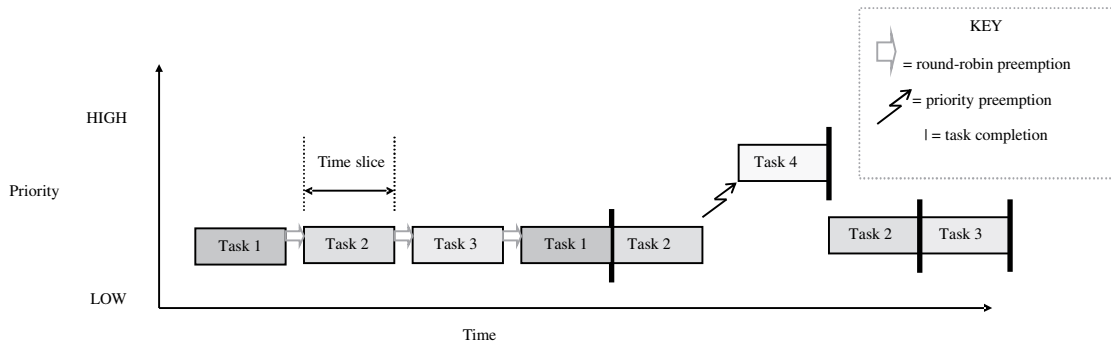 KEY
= round-robin preemption
= priority preemption
| = task completion
HIGH
Priority
LOW
Time slice
Task 4
Task 1
Task 2
Task 3
Task 1
Task 2
Task 2
Task 3
Time